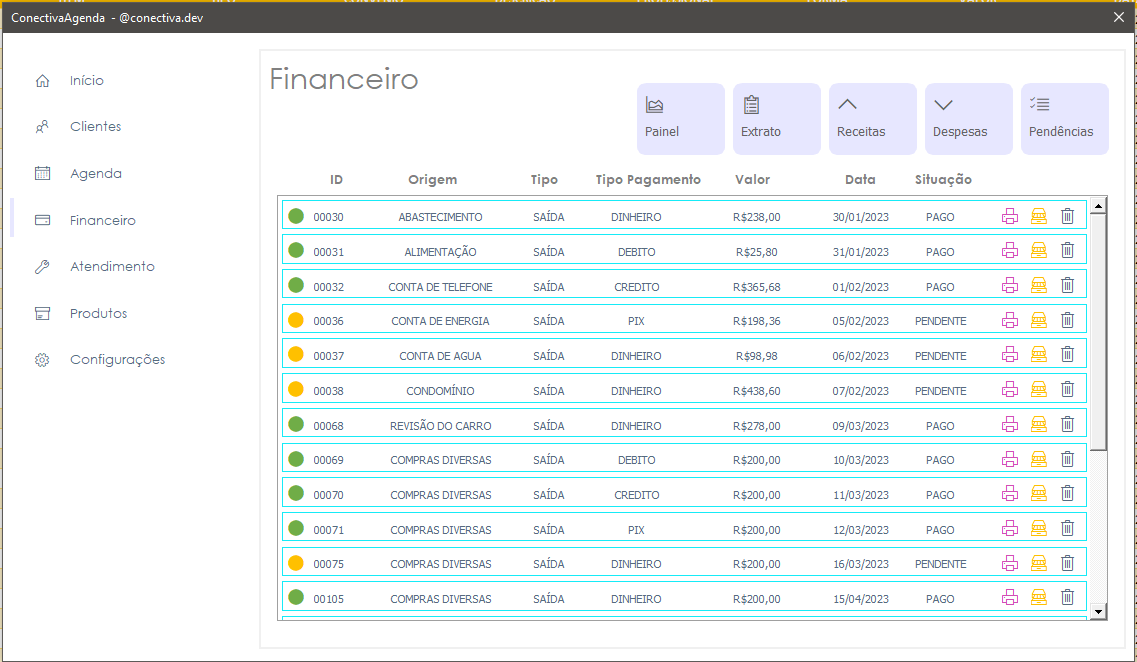 ConectivaAgenda - @conectiva.dev
Início
Clientes
Agenda
Financeiro
Atendimento
Produtos
Configurações
Financeiro
Painel
Extrato
Receitas
Despesas
Pendências
ID Origem Tipo Tipo Pagamento Valor Data Situação
00030 ABASTECIMENTO SAÍDA DINHEIRO R$238,00 30/01/2023 PAGO
00031 ALIMENTAÇÃO SAÍDA DEBITO R$25,80 31/01/2023 PAGO
00032 CONTA DE TELEFONE SAÍDA CREDITO R$365,68 01/02/2023 PAGO
00036 CONTA DE ENERGIA SAÍDA PIX R$198,36 05/02/2023 PENDENTE
00037 CONTA DE AGUA SAÍDA DINHEIRO R$98,98 06/02/2023 PENDENTE
00038 CONDOMÍNIO SAÍDA DINHEIRO R$438,60 07/02/2023 PENDENTE
00068 REVISÃO DO CARRO SAÍDA DINHEIRO R$278,00 09/03/2023 PAGO
00069 COMPRAS DIVERSAS SAÍDA DEBITO R$200,00 10/03/2023 PAGO
00070 COMPRAS DIVERSAS SAÍDA CREDITO R$200,00 11/03/2023 PAGO
00071 COMPRAS DIVERSAS SAÍDA PIX R$200,00 12/03/2023 PAGO
00075 COMPRAS DIVERSAS SAÍDA DINHEIRO R$200,00 16/03/2023 PENDENTE
00105 COMPRAS DIVERSAS SAÍDA DINHEIRO R$200,00 15/04/2023 PAGO